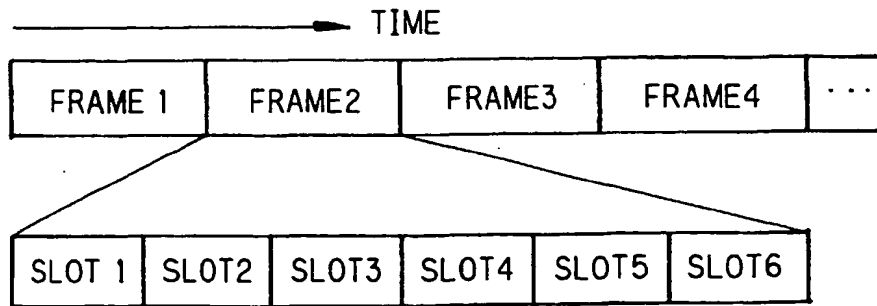 TIME
FRAME 1 FRAME2 FRAME3 FRAME4 ...
SLOT 1 SLOT2 SLOT3 SLOT4 SLOT5 SLOT6